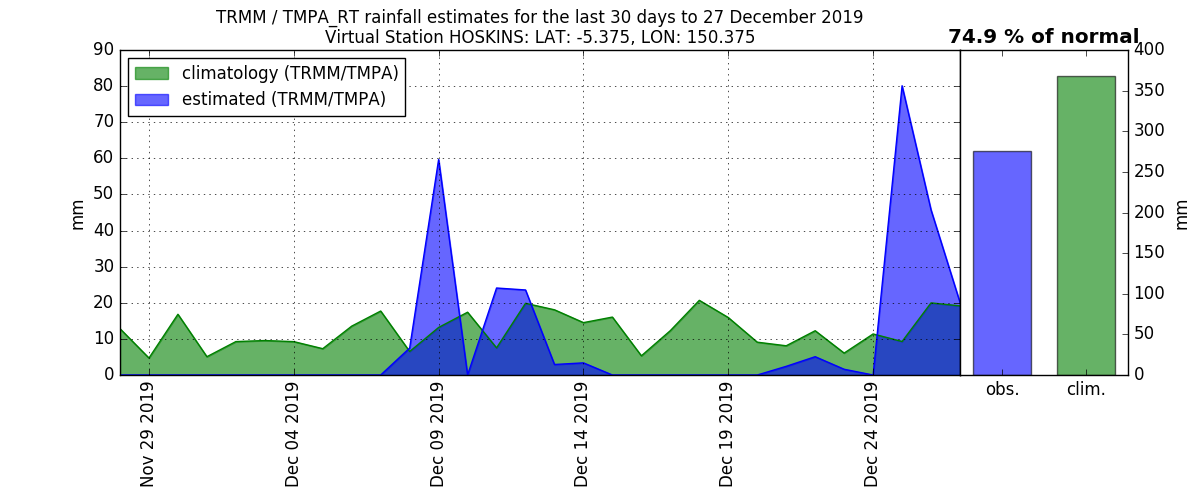 TRMM / TMPA_RT rainfall estimates for the last 30 days to 27 December 2019
Virtual Station HOSKINS: LAT: -5.375, LON: 150.375
74.9 % of normal
climatology (TRMM/TMPA)
estimated (TRMM/TMPA)
90
80
70
60
50
40
30
20
10
0
mm
Nov 29 2019
Dec 04 2019
Dec 09 2019
Dec 14 2019
Dec 19 2019
Dec 24 2019
obs.
clim.
400
350
300
250
200
150
100
50
0
mm